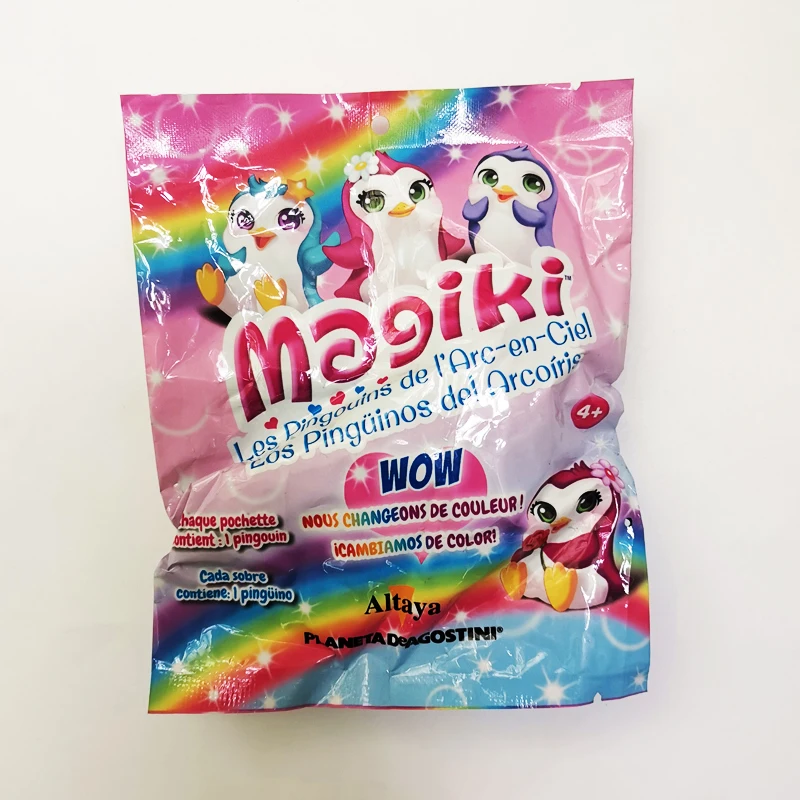 Magiki™
Les Pingouins de l'Arc-en-Ciel
Los Pingüinos del Arcoíris
4+
WOW
NOUS CHANGEONS DE COULEUR!
¡CAMBIAMOS DE COLOR!
chaque pochette
contient : 1 pingouin
Cada sobre
contiene: 1 pingüino
Altaya
PLANETA DeAGOSTINI®